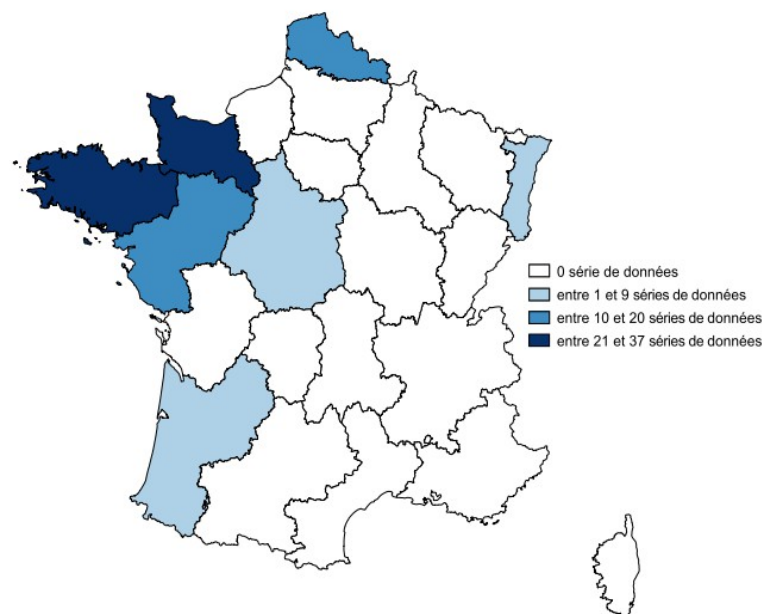 0 série de données
entre 1 et 9 séries de données
entre 10 et 20 séries de données
entre 21 et 37 séries de données